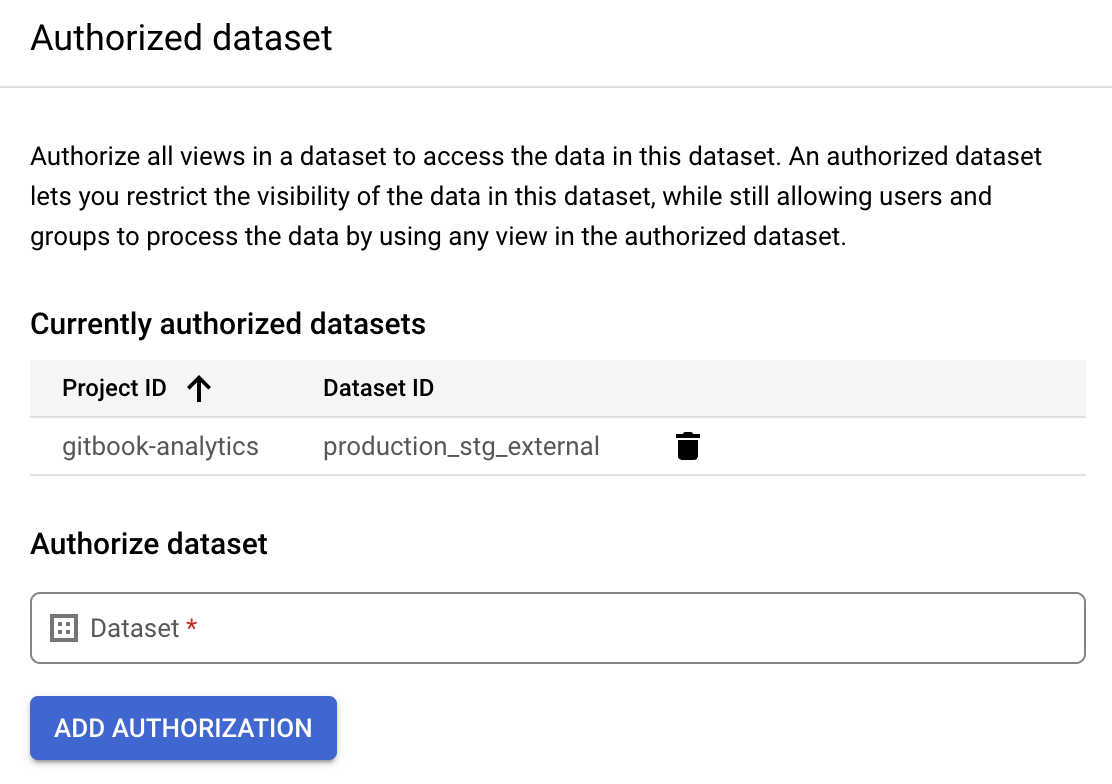 Authorized dataset
Authorize all views in a dataset to access the data in this dataset. An authorized dataset
lets you restrict the visibility of the data in this dataset, while still allowing users and
groups to process the data by using any view in the authorized dataset.
Currently authorized datasets
Project ID Dataset ID
gitbook-analytics production_stg_external
Authorize dataset
Dataset *
ADD AUTHORIZATION